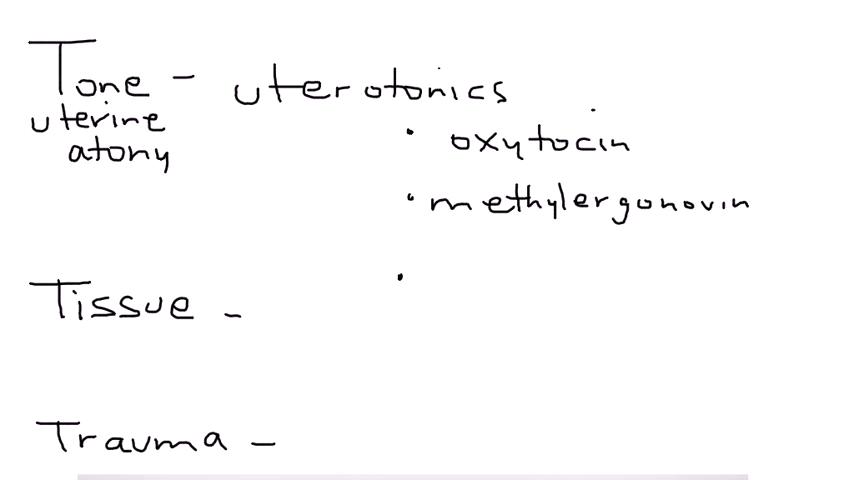 Tone - uterotonics
uterine
atony
• oxytocin
• methylergonovin
•
Tissue -
Trauma -